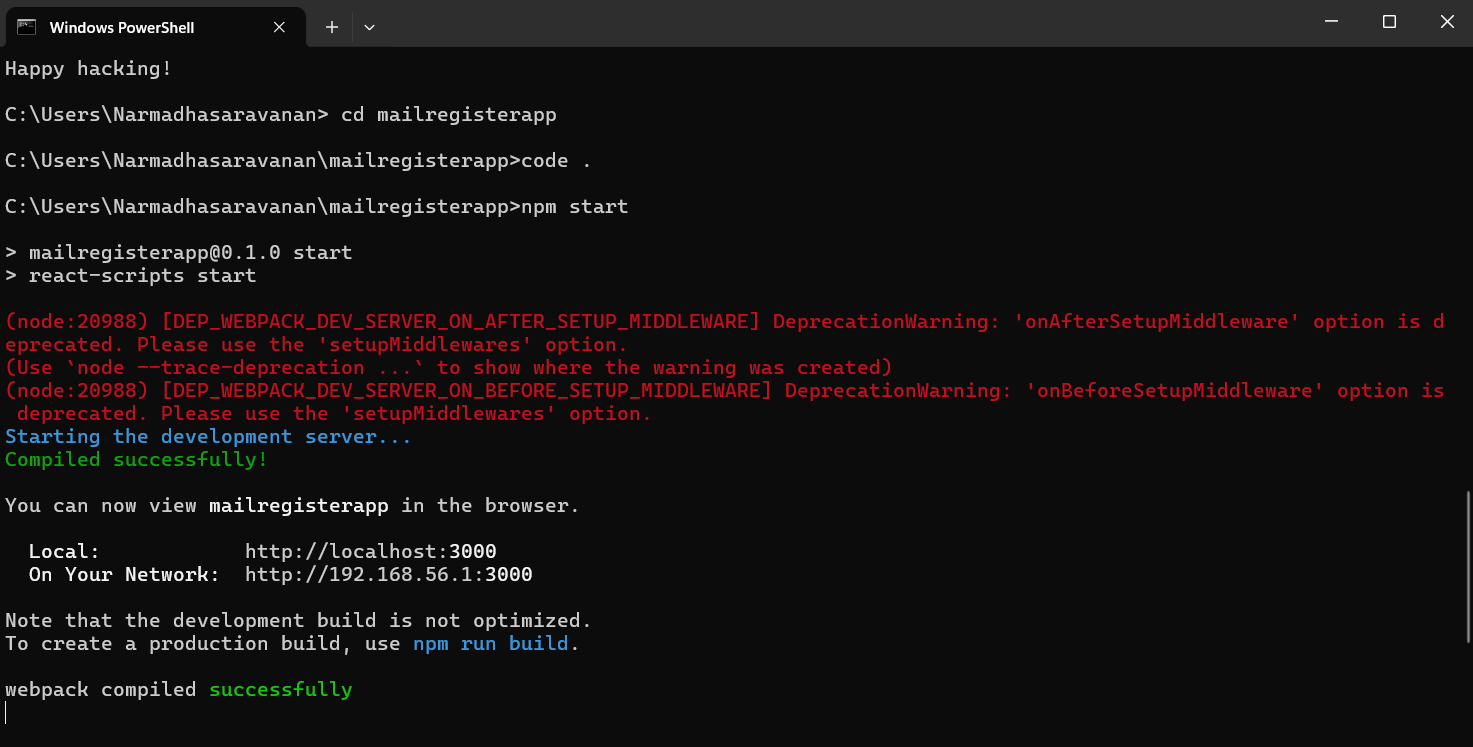 Windows PowerShell
Happy hacking!
C:\Users\Narmadhasaravanan> cd mailregisterapp
C:\Users\Narmadhasaravanan\mailregisterapp>code .
C:\Users\Narmadhasaravanan\mailregisterapp>npm start
> mailregisterapp@0.1.0 start
> react-scripts start
(node:20988) [DEP_WEBPACK_DEV_SERVER_ON_AFTER_SETUP_MIDDLEWARE] DeprecationWarning: 'onAfterSetupMiddleware' option is d
eprecated. Please use the 'setupMiddlewares' option.
(Use `node --trace-deprecation ...` to show where the warning was created)
(node:20988) [DEP_WEBPACK_DEV_SERVER_ON_BEFORE_SETUP_MIDDLEWARE] DeprecationWarning: 'onBeforeSetupMiddleware' option is
 deprecated. Please use the 'setupMiddlewares' option.
Starting the development server...
Compiled successfully!
You can now view mailregisterapp in the browser.
  Local:            http://localhost:3000
  On Your Network:  http://192.168.56.1:3000
Note that the development build is not optimized.
To create a production build, use npm run build.
webpack compiled successfully